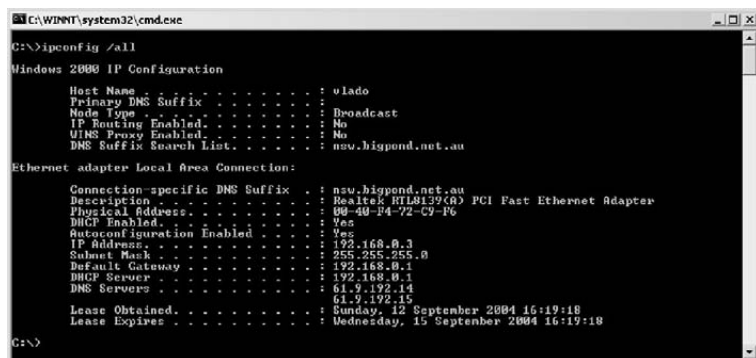 C:\WINNT\system32\cmd.exe
C:\>ipconfig /all
Windows 2000 IP Configuration
Host Name . . . . . . . . . . . . : vlado
Primary DNS Suffix . . . . . . . :
Node Type . . . . . . . . . . . . : Broadcast
IP Routing Enabled. . . . . . . . : No
WINS Proxy Enabled. . . . . . . . : No
DNS Suffix Search List. . . . . . : nsw.bigpond.net.au
Ethernet adapter Local Area Connection:
Connection-specific DNS Suffix . : nsw.bigpond.net.au
Description . . . . . . . . . . . : Realtek RTL8139(A) PCI Fast Ethernet Adapter
Physical Address. . . . . . . . . : 00-40-F4-72-C9-F6
DHCP Enabled. . . . . . . . . . . : Yes
Autoconfiguration Enabled . . . . : Yes
IP Address. . . . . . . . . . . . : 192.168.0.3
Subnet Mask . . . . . . . . . . . : 255.255.255.0
Default Gateway . . . . . . . . . : 192.168.0.1
DHCP Server . . . . . . . . . . . : 192.168.0.1
DNS Servers . . . . . . . . . . . : 61.9.192.14
61.9.192.15
Lease Obtained. . . . . . . . . . : Sunday, 12 September 2004 16:19:18
Lease Expires . . . . . . . . . . : Wednesday, 15 September 2004 16:19:18
C:\>